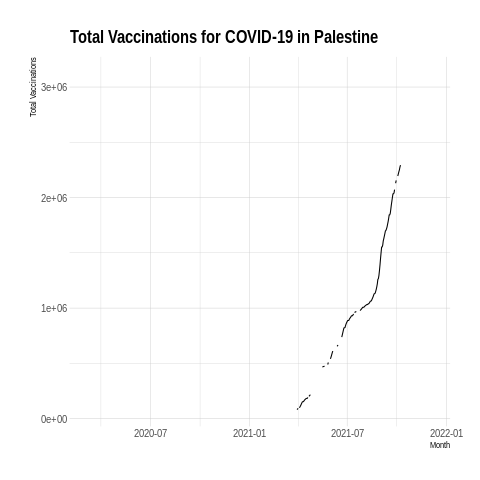 Total Vaccinations for COVID-19 in Palestine
Total Vaccinations
3e+06
2e+06
1e+06
0e+00
2020-07 2021-01 2021-07 2022-01
Month